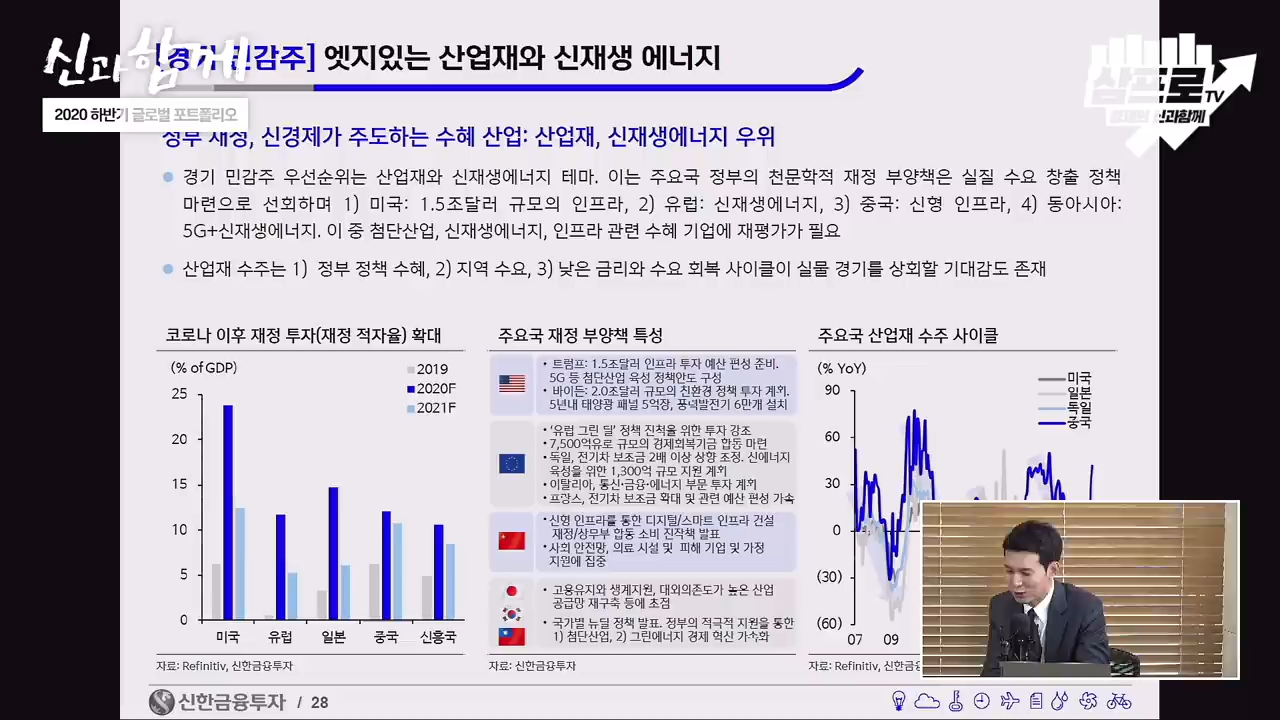 신과함께
2020 하반기 글로벌 포트폴리오
삼프로TV
신과함께
[경기 민감주] 엣지있는 산업재와 신재생 에너지
정부 재정, 신경제가 주도하는 수혜 산업: 산업재, 신재생에너지 우위
경기 민감주 우선순위는 산업재와 신재생에너지 테마. 이는 주요국 정부의 천문학적 재정 부양책은 실질 수요 창출 정책
마련으로 선회하며 1) 미국: 1.5조달러 규모의 인프라, 2) 유럽: 신재생에너지, 3) 중국: 신형 인프라, 4) 동아시아:
5G+신재생에너지. 이 중 첨단산업, 신재생에너지, 인프라 관련 수혜 기업에 재평가가 필요
산업재 수주는 1) 정부 정책 수혜, 2) 지역 수요, 3) 낮은 금리와 수요 회복 사이클이 실물 경기를 상회할 기대감도 존재
코로나 이후 재정 투자(재정 적자율) 확대
(% of GDP)
2019
2020F
2021F
25
20
15
10
5
0
미국 유럽 일본 중국 신흥국
자료: Refinitiv, 신한금융투자
주요국 재정 부양책 특성
• 트럼프: 1.5조달러 인프라 투자 예산 편성 준비.
5G 등 첨단산업 육성 정책안도 구성
• 바이든: 2.0조달러 규모의 친환경 정책 투자 계획.
5년내 태양광 패널 5억장, 풍력발전기 6만개 설치
• ‘유럽 그린 딜’ 정책 진척을 위한 투자 강조
• 7,500억유로 규모의 경제회복기금 합동 마련
• 독일, 전기차 보조금 2배 이상 상향 조정. 신에너지
육성을 위한 1,300억 규모 지원 계획
• 이탈리아, 통신·금융·에너지 부문 투자 계획
• 프랑스, 전기차 보조금 확대 및 관련 예산 편성 가속
• 신형 인프라를 통한 디지털/스마트 인프라 건설
재정/상무부 합동 소비 진작책 발표
• 사회 안전망, 의료 시설 및 피해 기업 및 가정
지원에 집중
• 고용유지와 생계지원, 대외의존도가 높은 산업
공급망 재구축 등에 초점
• 국가별 뉴딜 정책 발표. 정부의 적극적 지원을 통한
1) 첨단산업, 2) 그린에너지 경제 혁신 가속화
자료: 신한금융투자
주요국 산업재 수주 사이클
(% YoY)
미국
일본
독일
중국
90
60
30
0
(30)
(60)
07 09
자료: Refinitiv, 신한금
신한금융투자 / 28